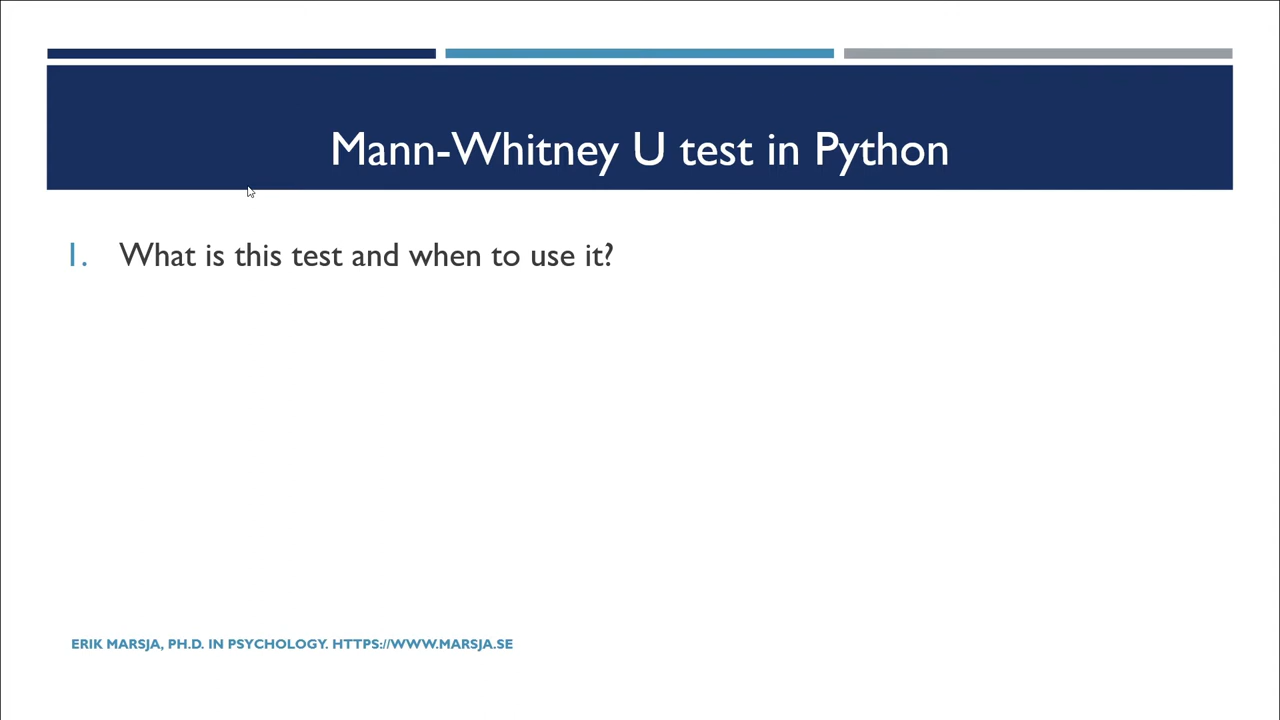 Mann-Whitney U test in Python
1. What is this test and when to use it?
ERIK MARSJA, PH.D. IN PSYCHOLOGY. HTTPS://WWW.MARSJA.SE